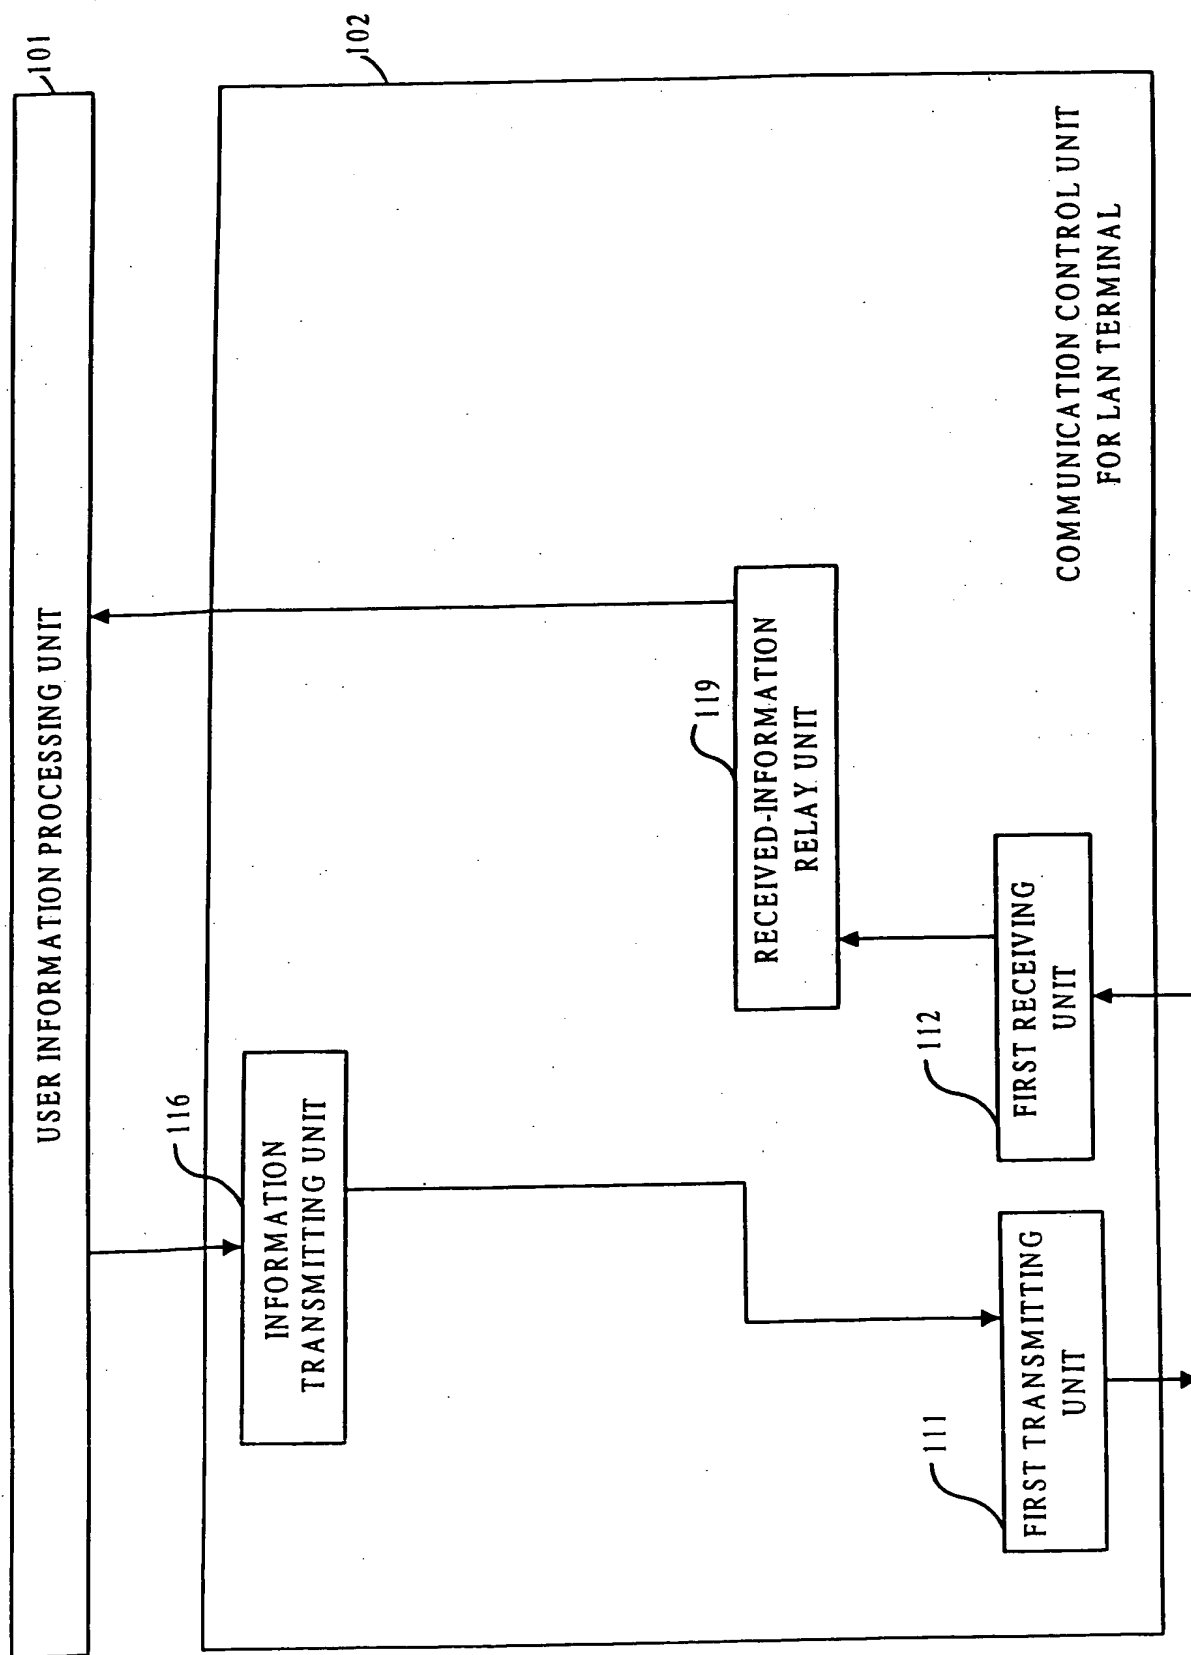 101
USER INFORMATION PROCESSING UNIT
102
116
INFORMATION
TRANSMITTING UNIT
119
RECEIVED-INFORMATION
RELAY UNIT
111
FIRST TRANSMITTING
UNIT
112
FIRST RECEIVING
UNIT
COMMUNICATION CONTROL UNIT
FOR LAN TERMINAL